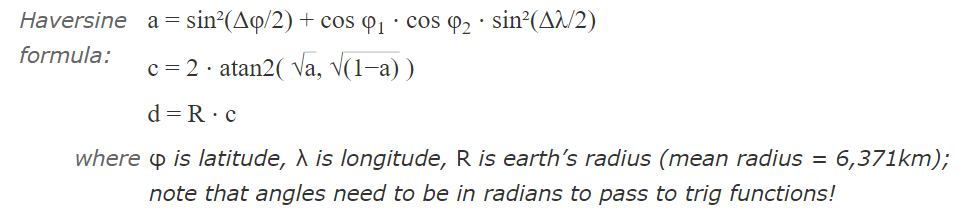 Haversine a = sin²(Δφ/2) + cos φ₁ ⋅ cos φ₂ ⋅ sin²(Δλ/2)
formula:
c = 2 ⋅ atan2( √a, √(1−a) )
d = R ⋅ c
where φ is latitude, λ is longitude, R is earth’s radius (mean radius = 6,371km);
note that angles need to be in radians to pass to trig functions!